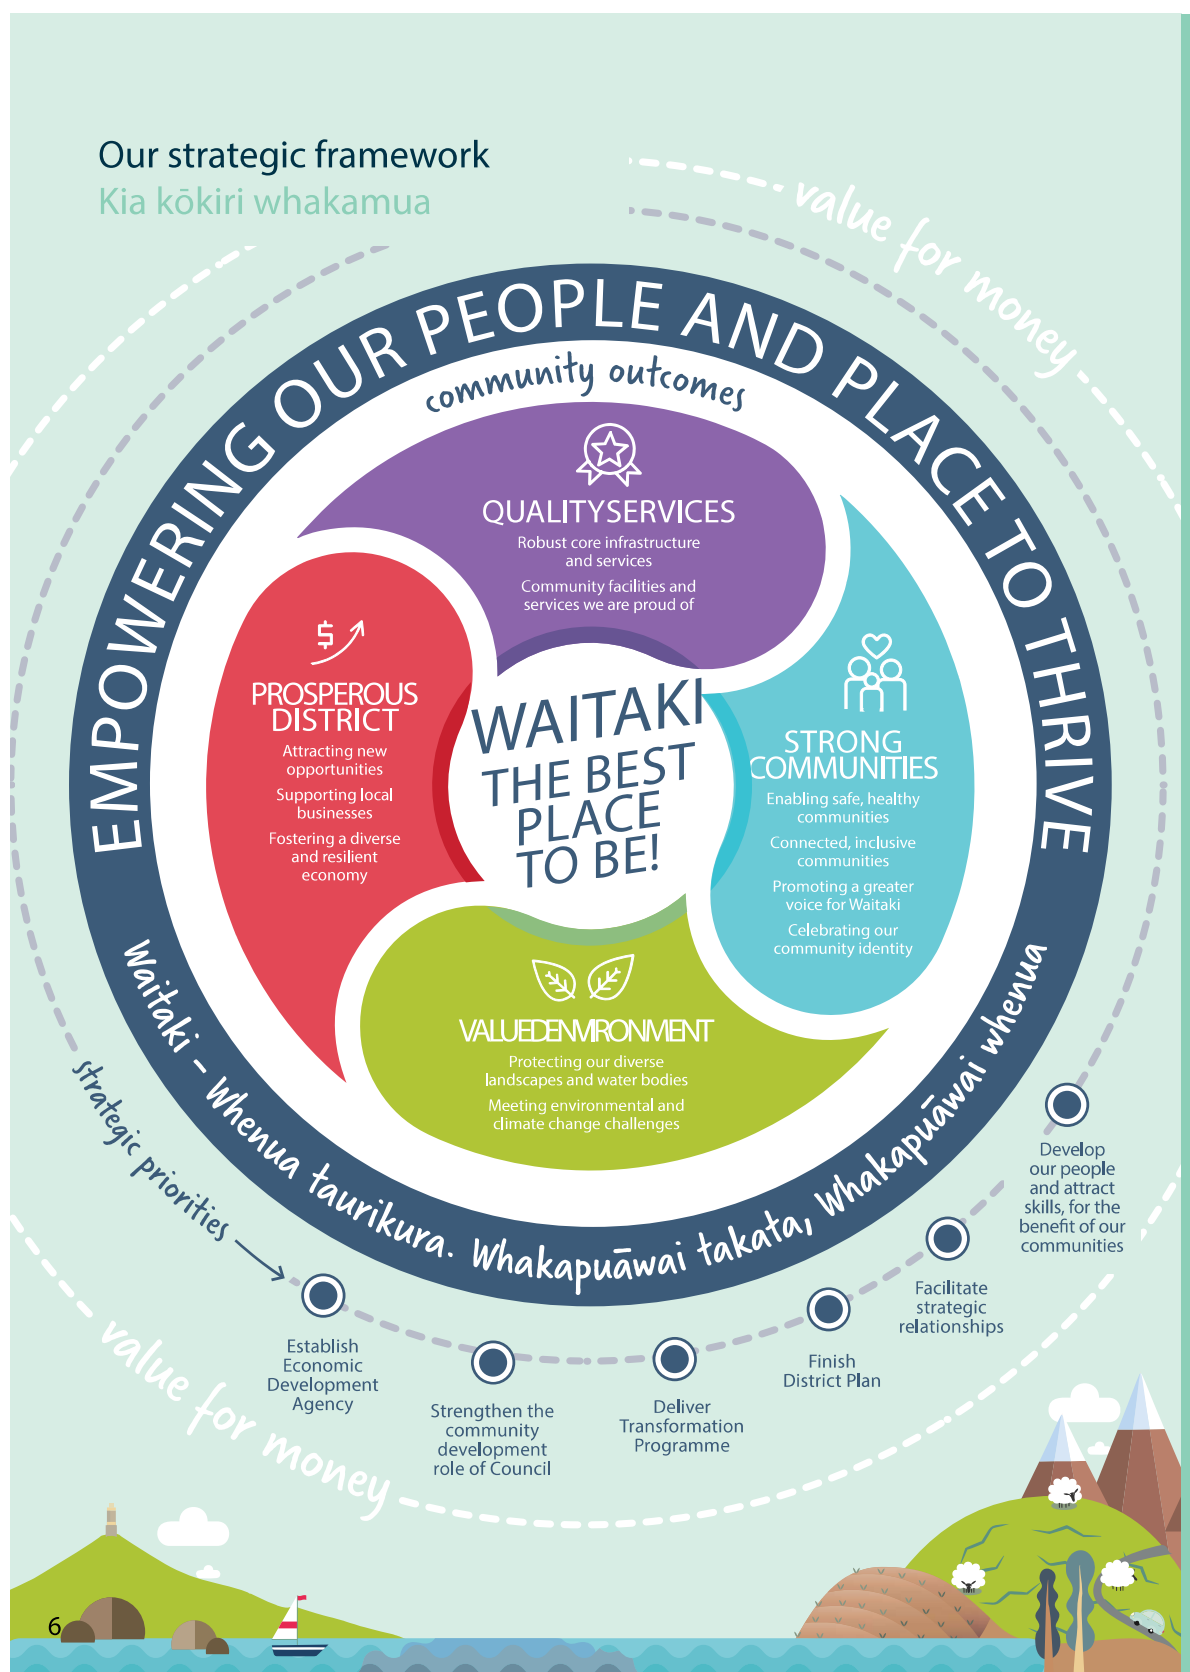 Our strategic framework
Kia kōkiri whakamua
value for money
EMPOWERING OUR PEOPLE AND PLACE TO THRIVE
community outcomes
QUALITY SERVICES
Robust core infrastructure
and services
Community facilities and
services we are proud of
PROSPEROUS
DISTRICT
Attracting new
opportunities
Supporting local
businesses
Fostering a diverse
and resilient
economy
WAITAKI
THE BEST
PLACE
TO BE!
STRONG
COMMUNITIES
Enabling safe, healthy
communities
Connected, inclusive
communities
Promoting a greater
voice for Waitaki
Celebrating our
community identity
VALUED ENVIRONMENT
Protecting our diverse
landscapes and water bodies
Meeting environmental and
climate change challenges
Waitaki – Whenua taurikura. Whakapuāwai takata, Whakapuāwai whenua
strategic priorities
Establish
Economic
Development
Agency
Strengthen the
community
development
role of Council
Deliver
Transformation
Programme
Finish
District Plan
Facilitate
strategic
relationships
Develop
our people
and attract
skills, for the
benefit of our
communities
value for money
6